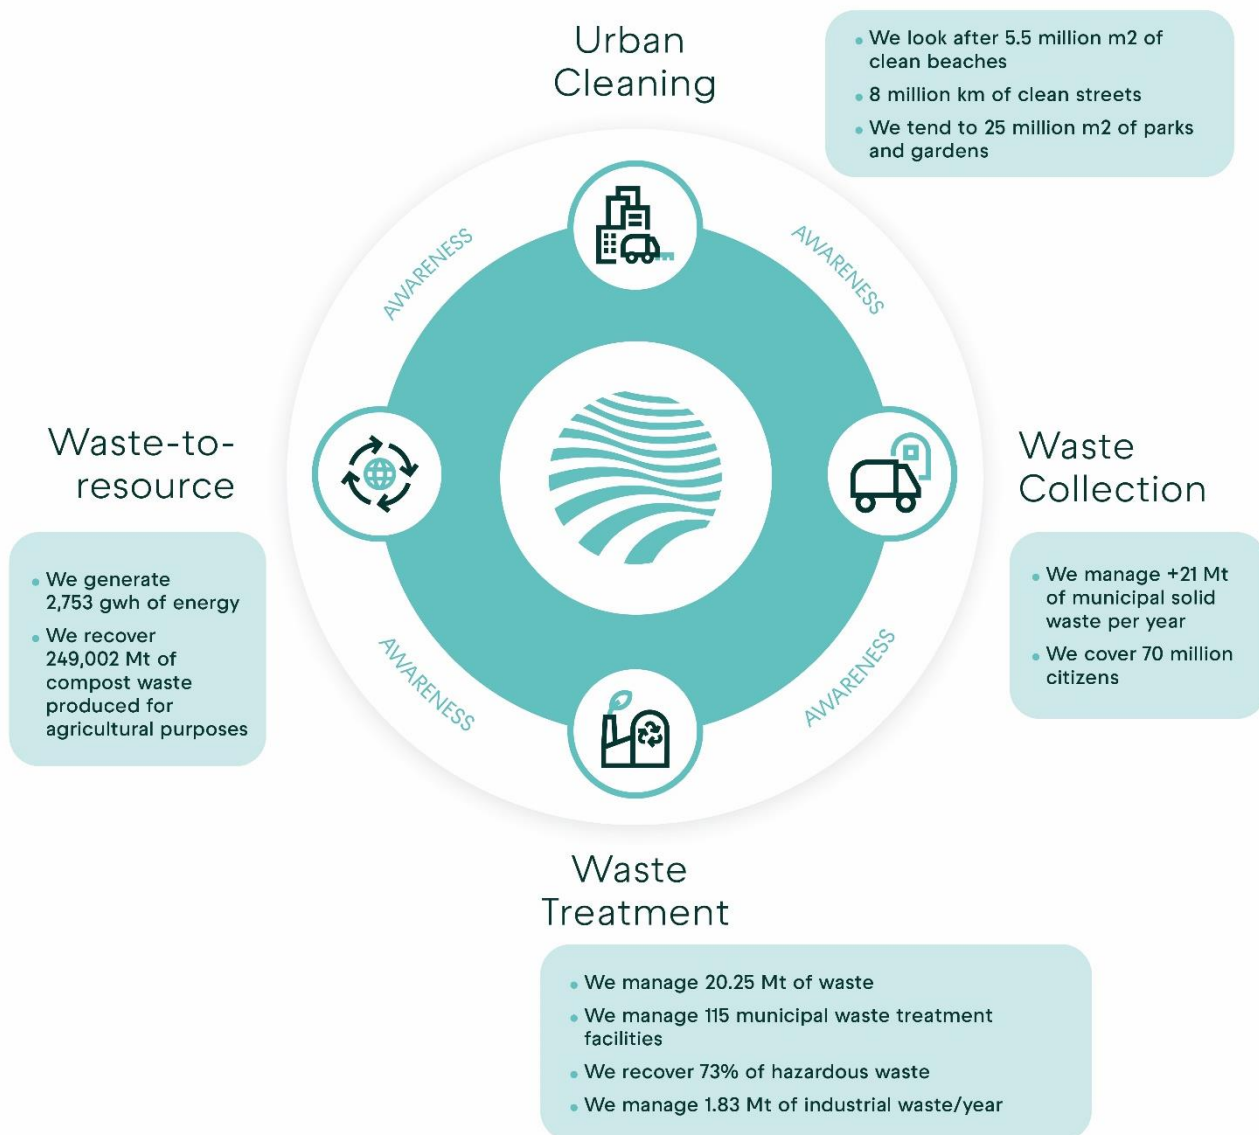 Urban
Cleaning
We look after 5.5 million m2 of
clean beaches
8 million km of clean streets
We tend to 25 million m2 of parks
and gardens
AWARENESS
AWARENESS
Waste-to-
resource
We generate
2,753 gwh of energy
We recover
249,002 Mt of
compost waste
produced for
agricultural purposes
Waste
Collection
We manage +21 Mt
of municipal solid
waste per year
We cover 70 million
citizens
AWARENESS
AWARENESS
Waste
Treatment
We manage 20.25 Mt of waste
We manage 115 municipal waste treatment
facilities
We recover 73% of hazardous waste
We manage 1.83 Mt of industrial waste/year